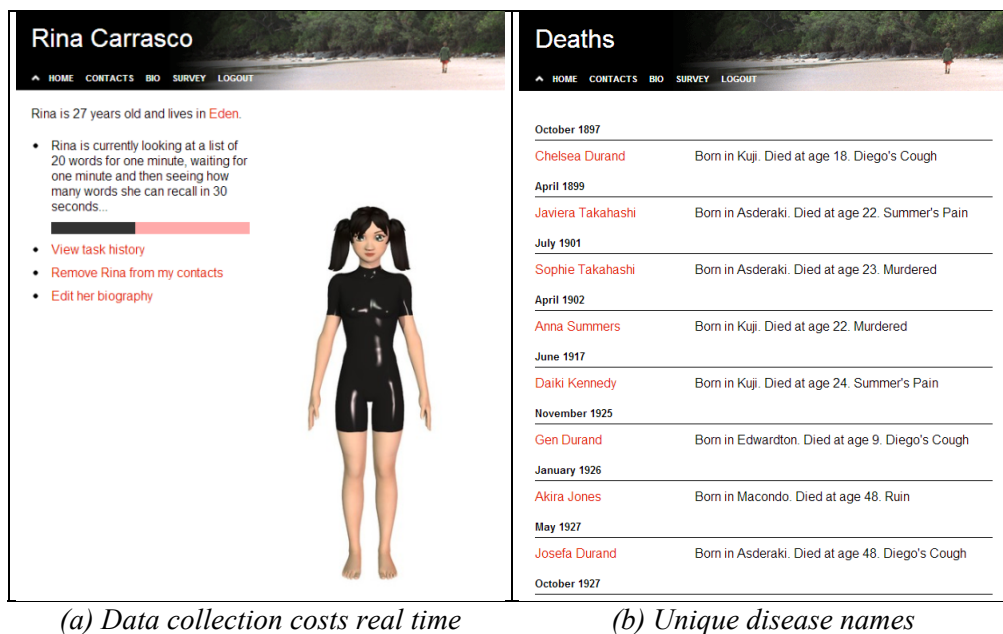 Rina Carrasco
HOME CONTACTS BIO SURVEY LOGOUT
Rina is 27 years old and lives in Eden.
• Rina is currently looking at a list of
20 words for one minute, waiting for
one minute and then seeing how
many words she can recall in 30
seconds...
• View task history
• Remove Rina from my contacts
• Edit her biography
(a) Data collection costs real time
Deaths
HOME CONTACTS BIO SURVEY LOGOUT
October 1897
Chelsea Durand Born in Kuji. Died at age 18. Diego's Cough
April 1899
Javiera Takahashi Born in Asderaki. Died at age 22. Summer's Pain
July 1901
Sophie Takahashi Born in Asderaki. Died at age 23. Murdered
April 1902
Anna Summers Born in Kuji. Died at age 22. Murdered
June 1917
Daiki Kennedy Born in Kuji. Died at age 24. Summer's Pain
November 1925
Gen Durand Born in Edwardton. Died at age 9. Diego's Cough
January 1926
Akira Jones Born in Macondo. Died at age 48. Ruin
May 1927
Josefa Durand Born in Asderaki. Died at age 48. Diego's Cough
October 1927
(b) Unique disease names